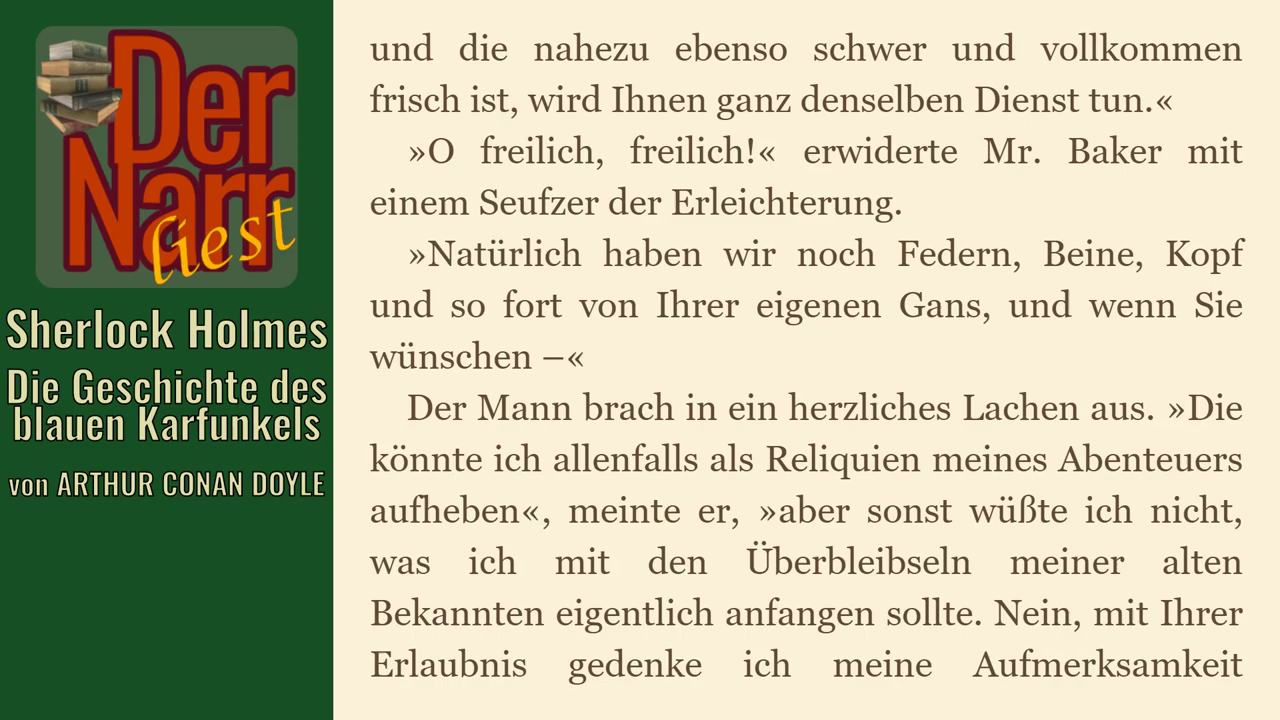 Der
Narr
liest
Sherlock Holmes
Die Geschichte des
blauen Karfunkels
von ARTHUR CONAN DOYLE
und die nahezu ebenso schwer und vollkommen
frisch ist, wird Ihnen ganz denselben Dienst tun.«
»O freilich, freilich!« erwiderte Mr. Baker mit
einem Seufzer der Erleichterung.
»Natürlich haben wir noch Federn, Beine, Kopf
und so fort von Ihrer eigenen Gans, und wenn Sie
wünschen –«
Der Mann brach in ein herzliches Lachen aus. »Die
könnte ich allenfalls als Reliquien meines Abenteuers
aufheben«, meinte er, »aber sonst wüßte ich nicht,
was ich mit den Überbleibseln meiner alten
Bekannten eigentlich anfangen sollte. Nein, mit Ihrer
Erlaubnis gedenke ich meine Aufmerksamkeit